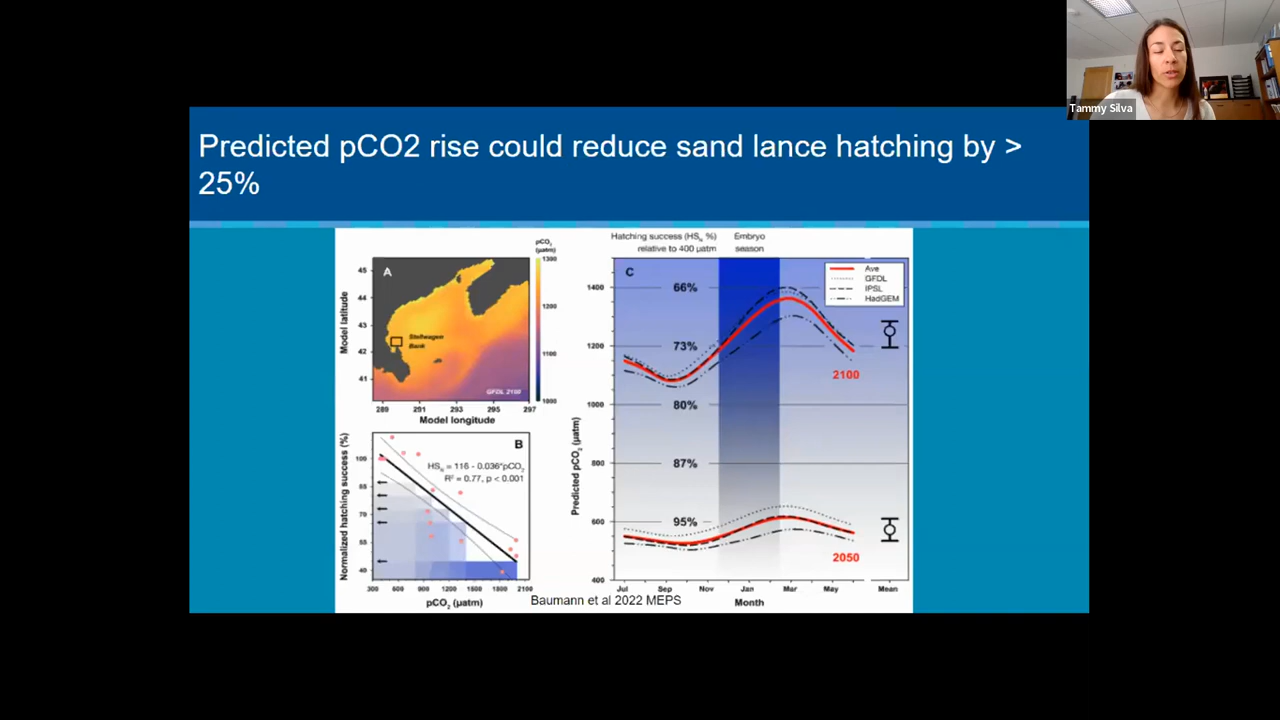 Tammy Silva
Predicted pCO2 rise could reduce sand lance hatching by >
25%
pCO2
(µatm)
A
Stellwagen
Bank
GFDL 2100
Model latitude
45
44
43
42
41
289
291
293
295
297
Model longitude
1300
1200
1100
1000
B
HSN = 116 - 0.036*pCO2
R2 = 0.77, p < 0.001
Normalized hatching success (%)
100
85
70
55
40
300
600
900
1200
1500
1800
2100
pCO2 (µatm)
Hatching success (HSN %)
relative to 400 µatm
Embryo
season
C
Ave
GFDL
IPSL
HadGEM
66%
73%
80%
87%
95%
2100
2050
Predicted pCO2 (µatm)
1400
1200
1000
800
600
400
Jul
Sep
Nov
Jan
Mar
May
Mean
Month
Baumann et al 2022 MEPS